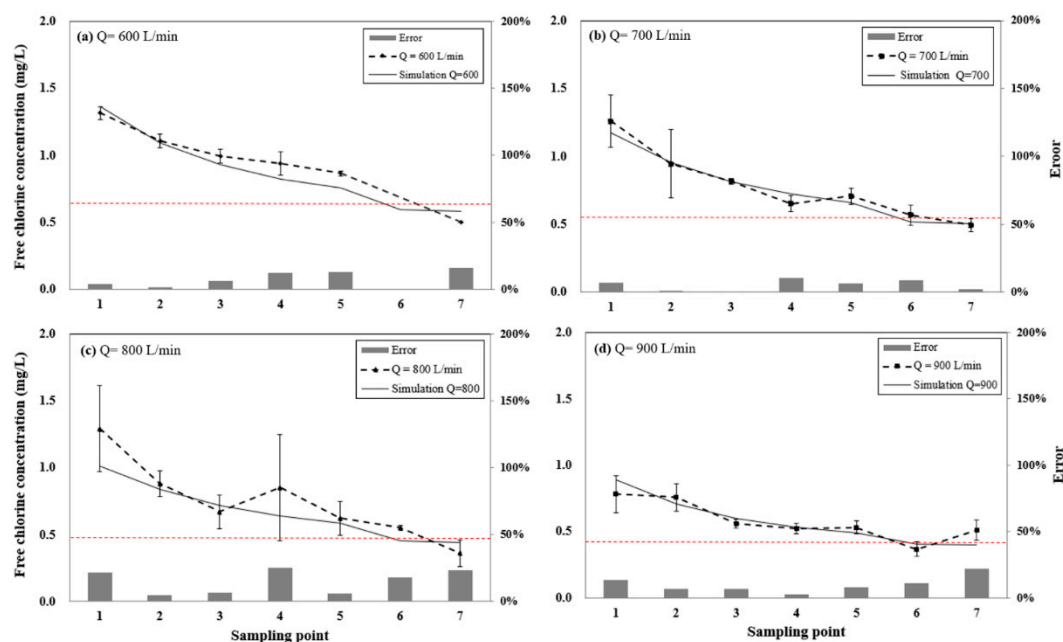 (a) Q= 600 L/min
Error
Q = 600 L/min
Simulation Q=600
Free chlorine concentration (mg/L)
2.0
1.5
1.0
0.5
0.0
200%
150%
100%
50%
0%
1 2 3 4 5 6 7
(b) Q= 700 L/min
Error
Q = 700 L/min
Simulation Q=700
2.0
1.5
1.0
0.5
0.0
200%
150%
100%
50%
0%
Eroor
1 2 3 4 5 6 7
(c) Q= 800 L/min
Error
Q = 800 L/min
Simulation Q=800
Free chlorine concentration (mg/L)
2.0
1.5
1.0
0.5
0.0
200%
150%
100%
50%
0%
1 2 3 4 5 6 7
Sampling point
(d) Q= 900 L/min
Error
Q = 900 L/min
Simulation Q=900
2.0
1.5
1.0
0.5
0.0
200%
150%
100%
50%
0%
Error
1 2 3 4 5 6 7
Sampling point